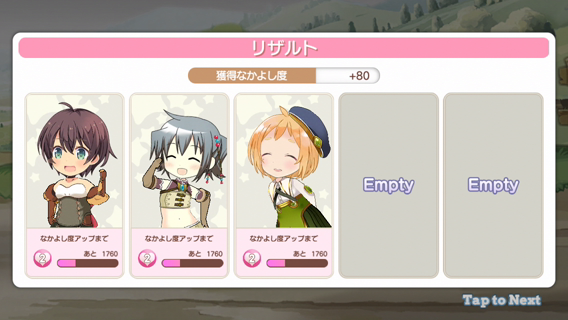 リザルト
獲得なかよし度 +80
なかよし度アップまで
2 あと 1760
なかよし度アップまで
2 あと 1760
なかよし度アップまで
2 あと 1760
Empty
Empty
Tap to Next